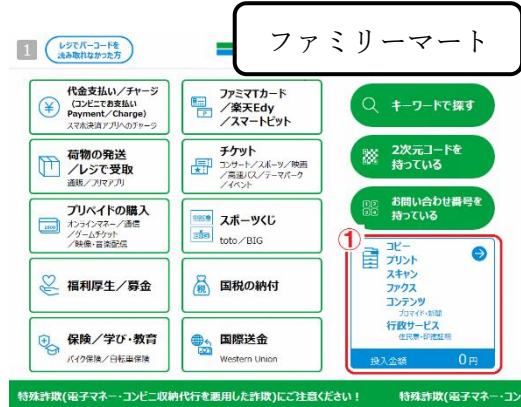 ファミリーマート
1
レジでバーコードを
読み取れなかった方
代金支払い／チャージ
(コンビニでお支払い
Payment／Charge)
スマホ決済アプリへのチャージ
ファミマTカード
／楽天Edy
／スマートピット
キーワードで探す
荷物の発送
／レジで受取
通販／フリマアプリ
チケット
コンサート／スポーツ／映画
／高速バス／テーマパーク
／イベント
2次元コードを
持っている
プリペイドの購入
オンラインマネー／通信
／ゲームチケット
／映像・音楽配信
スポーツくじ
toto／BIG
お問い合わせ番号を
持っている
福利厚生／募金
国税の納付
①
コピー
プリント
スキャン
ファクス
コンテンツ
ブロマイド・新聞
行政サービス
住民票・印鑑証明
投入金額 0円
保険／学び・教育
バイク保険／自転車保険
国際送金
Western Union
特殊詐欺(電子マネー・コンビニ収納代行を悪用した詐欺)にご注意ください！ 特殊詐欺(電子マネー・コン